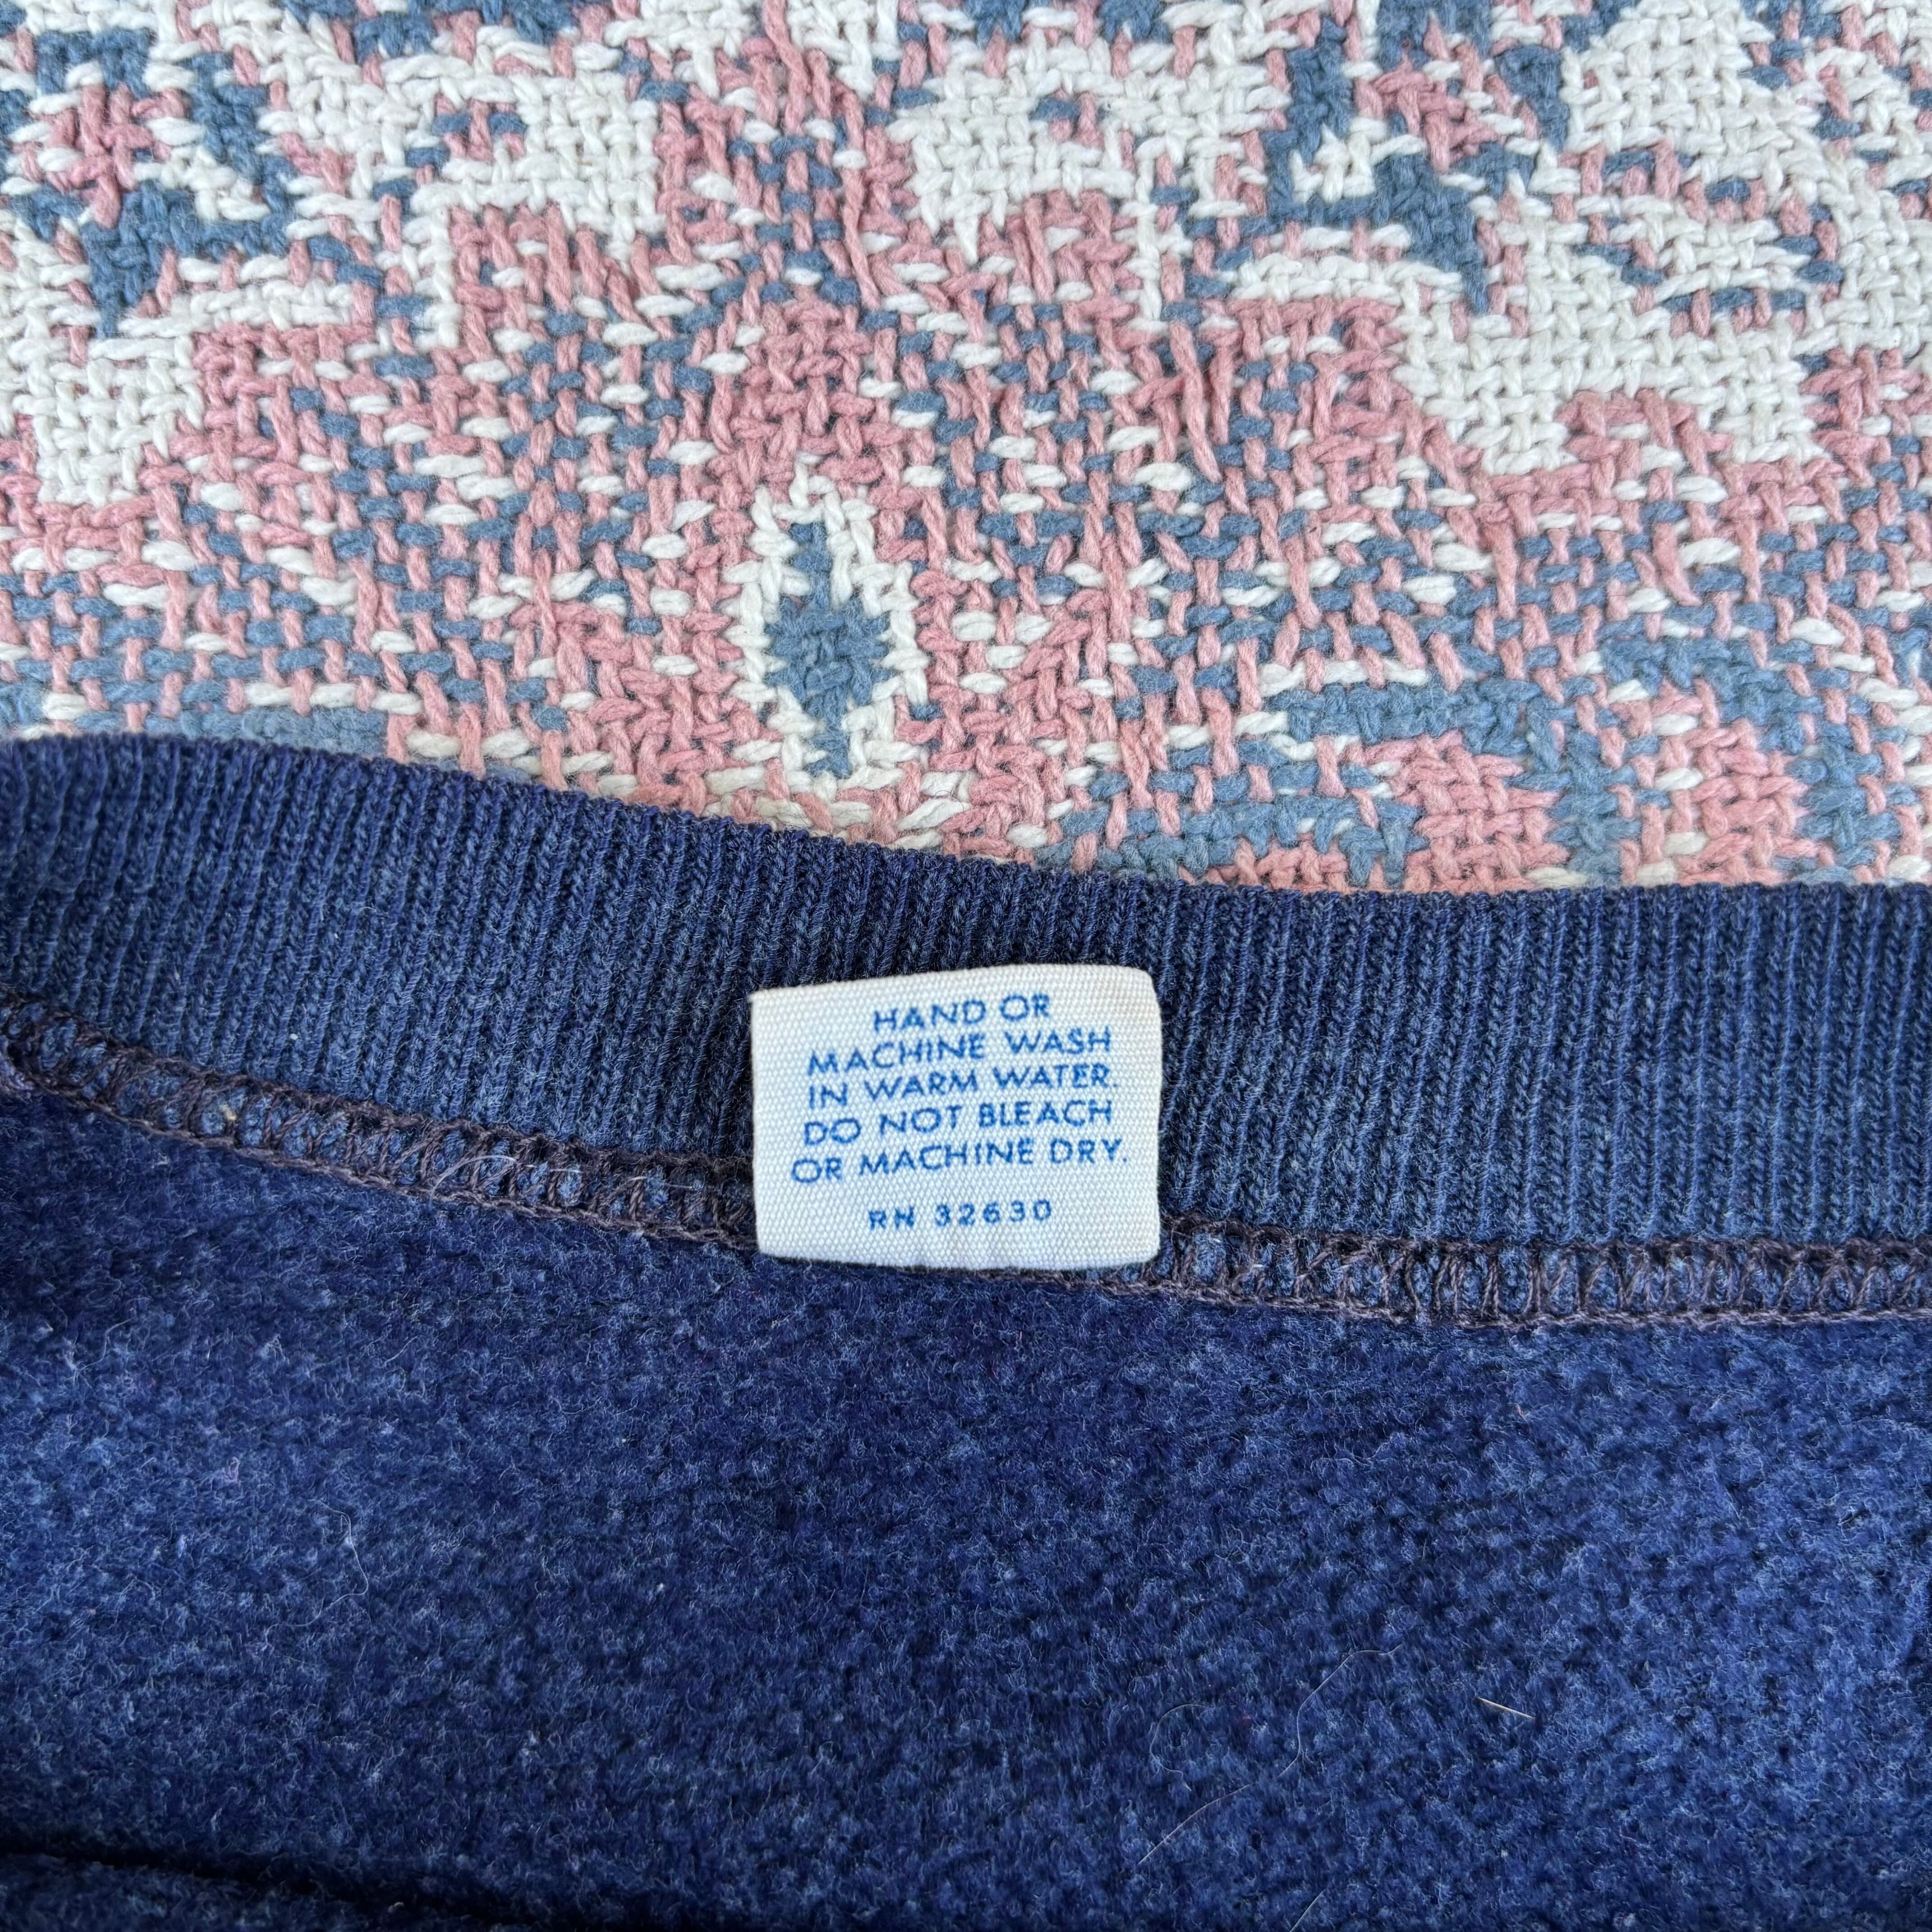 HAND OR
MACHINE WASH
IN WARM WATER.
DO NOT BLEACH
OR MACHINE DRY.
RN 32630